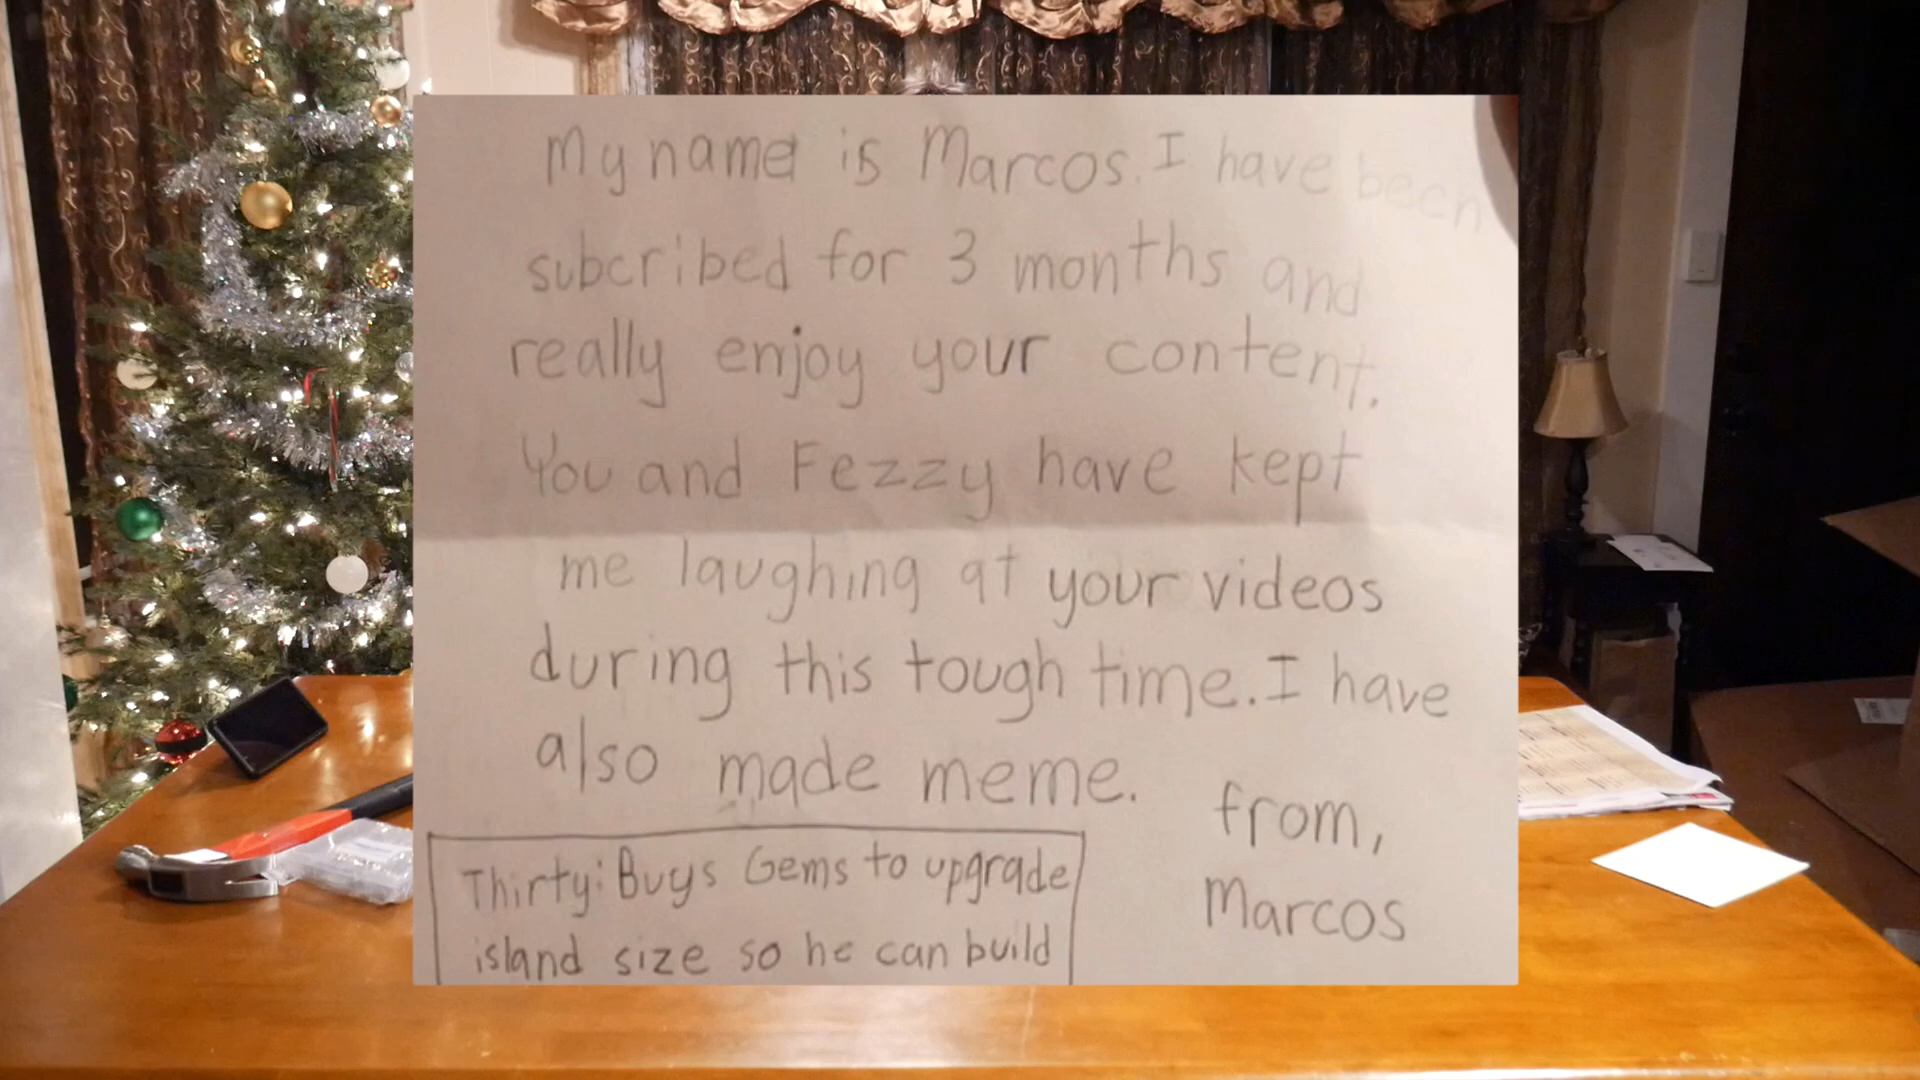 My name is Marcos. I have been
subcribed for 3 months and
really enjoy your content.
You and Fezzy have kept
me laughing at your videos
during this tough time. I have
also made meme.
from,
Marcos
Thirty: Buys Gems to upgrade
island size so he can build